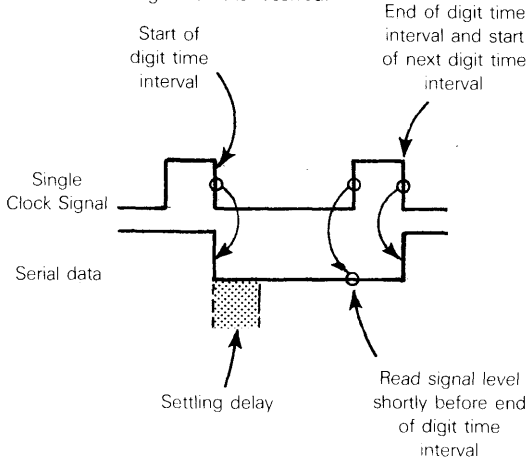 Start of
digit time
interval
End of digit time
interval and start
of next digit time
interval
Single
Clock Signal
Serial data
Settling delay
Read signal level
shortly before end
of digit time
interval